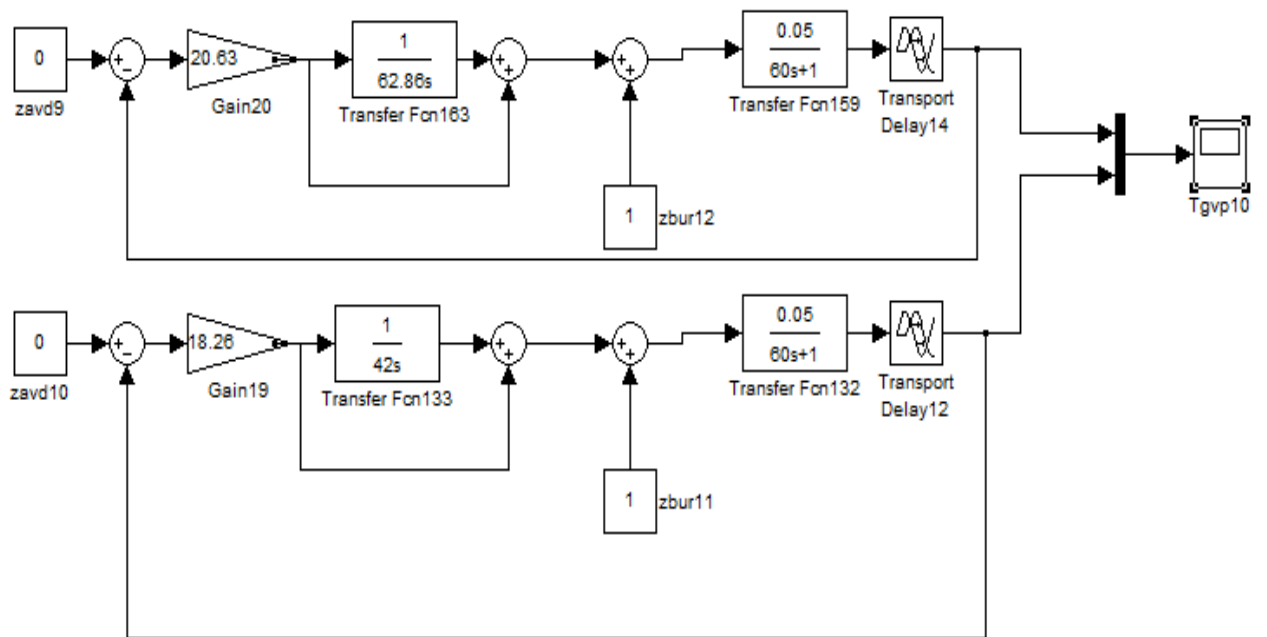 0
zavd9
+
−
20.63
Gain20
1
62.86s
Transfer Fcn163
+
+
+
+
1
zbur12
0.05
60s+1
Transfer Fcn159
Transport
Delay14
Tgvp10
0
zavd10
+
−
18.26
Gain19
1
42s
Transfer Fcn133
+
+
+
+
1
zbur11
0.05
60s+1
Transfer Fcn132
Transport
Delay12